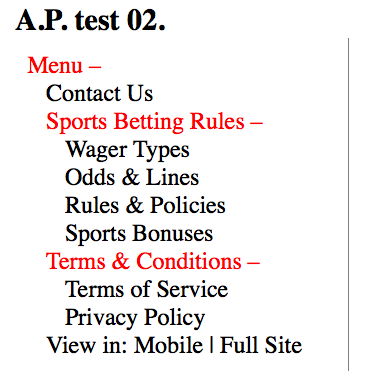 A.P. test 02.
Menu –
Contact Us
Sports Betting Rules –
Wager Types
Odds & Lines
Rules & Policies
Sports Bonuses
Terms & Conditions –
Terms of Service
Privacy Policy
View in: Mobile | Full Site